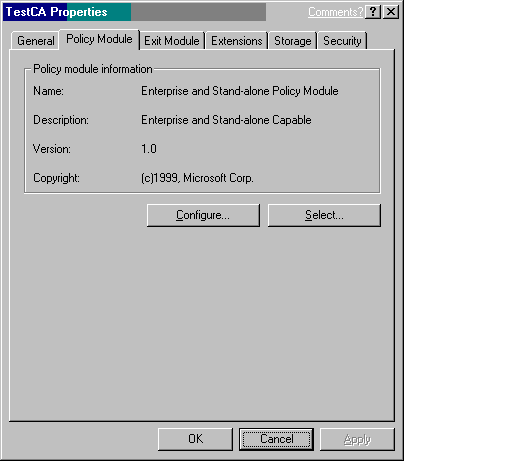 TestCA Properties Comments? ? X
General Policy Module Exit Module Extensions Storage Security
Policy module information
Name: Enterprise and Stand-alone Policy Module
Description: Enterprise and Stand-alone Capable
Version: 1.0
Copyright: (c)1999, Microsoft Corp.
Configure... Select...
OK Cancel Apply